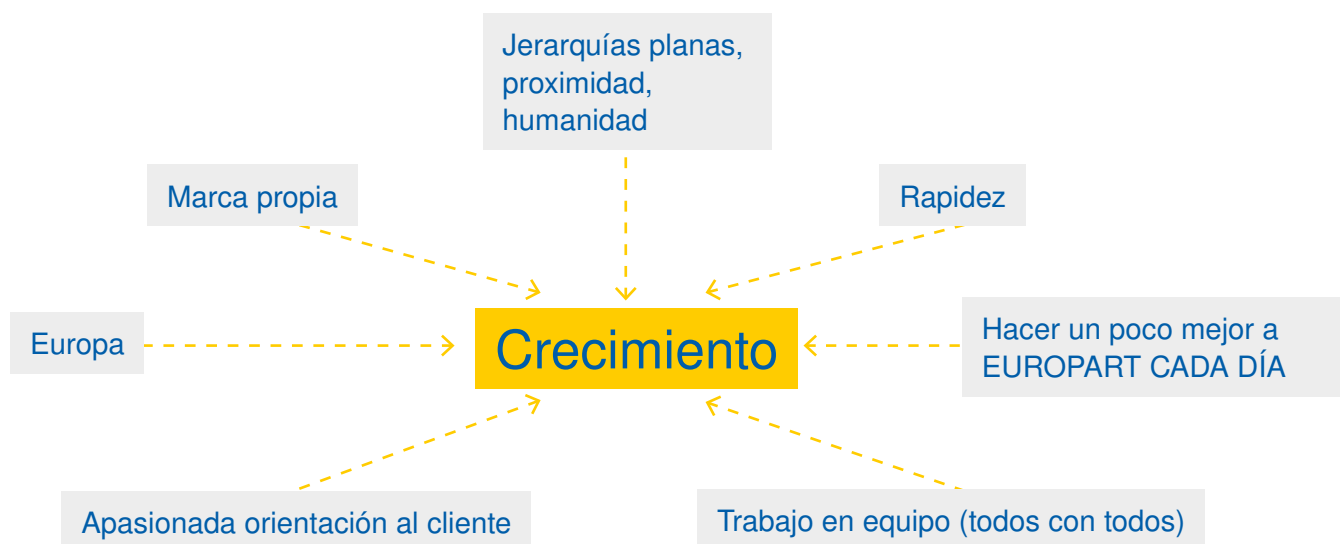 Jerarquías planas,
proximidad,
humanidad
Marca propia
Rapidez
Europa
Crecimiento
Hacer un poco mejor a
EUROPART CADA DÍA
Apasionada orientación al cliente
Trabajo en equipo (todos con todos)